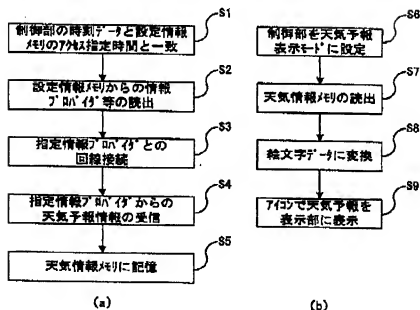 S1
制御部の時刻データと設定情報
メモリのアクセス指定時間と一致
S2
設定情報メモリからの情報
プロバイダ等の読出
S3
指定情報プロバイダとの
回線接続
S4
指定情報プロバイダからの
天気予報情報の受信
S5
天気情報メモリに記憶
(a)
S6
制御部を天気予報
表示モードに設定
S7
天気情報メモリの読出
S8
絵文字データに変換
S9
アイコンで天気予報を
表示部に表示
(b)